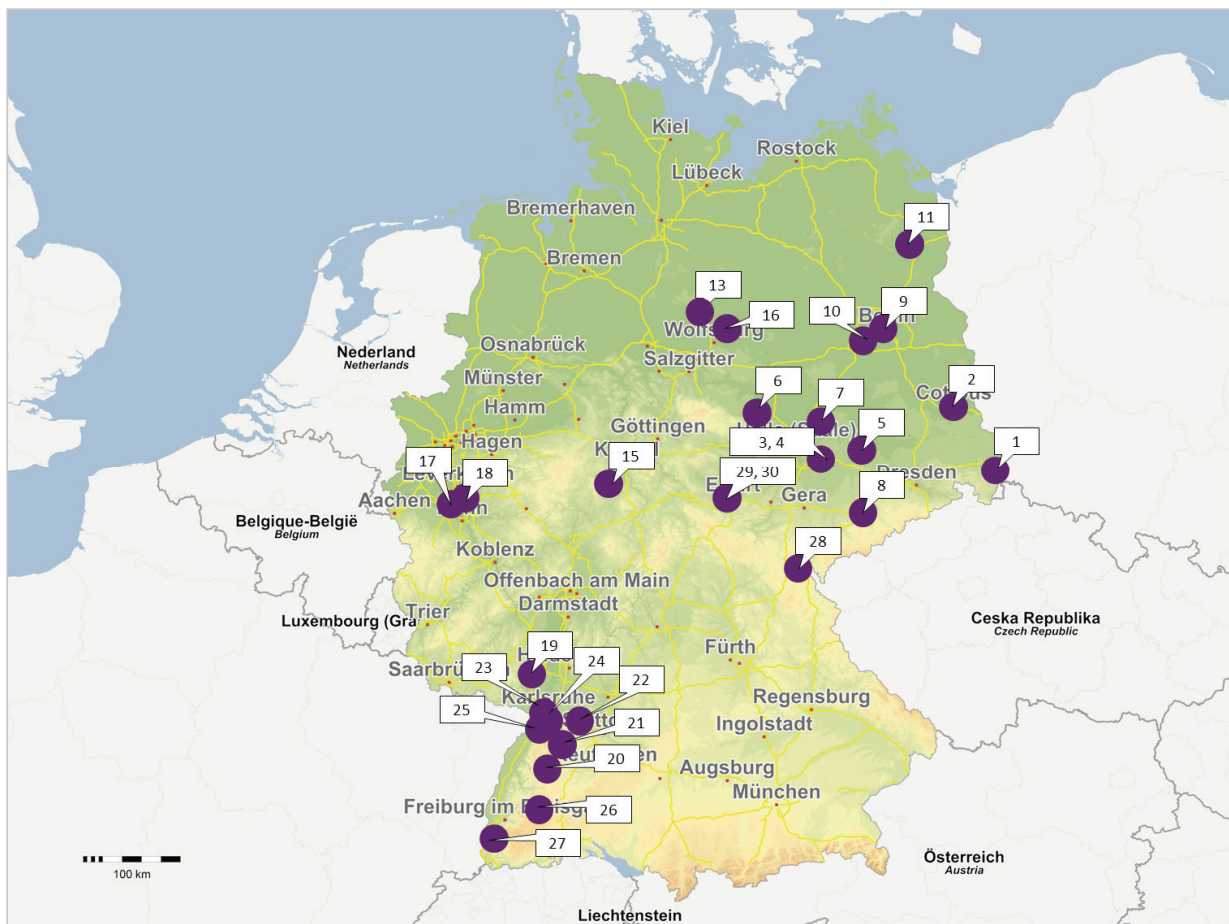 Kiel
Rostock
Lübeck
Bremerhaven
11
Bremen
13
9
10
16
Nederland
Netherlands
Osnabrück
Salzgitter
Münster
6
2
7
Hamm
Göttingen
5
Hagen
3, 4
1
17
18
15
29, 30
Dresden
Aachen
Gera
8
België
Belgique-België
Belgium
Koblenz
28
Offenbach am Main
Darmstadt
Trier
Luxembourg (Gra
Ceska Republika
Czech Republic
Fürth
19
23
24
22
Karlsruhe
Regensburg
25
21
Ingolstadt
20
Augsburg
München
26
27
Österreich
Austria
100 km
Liechtenstein